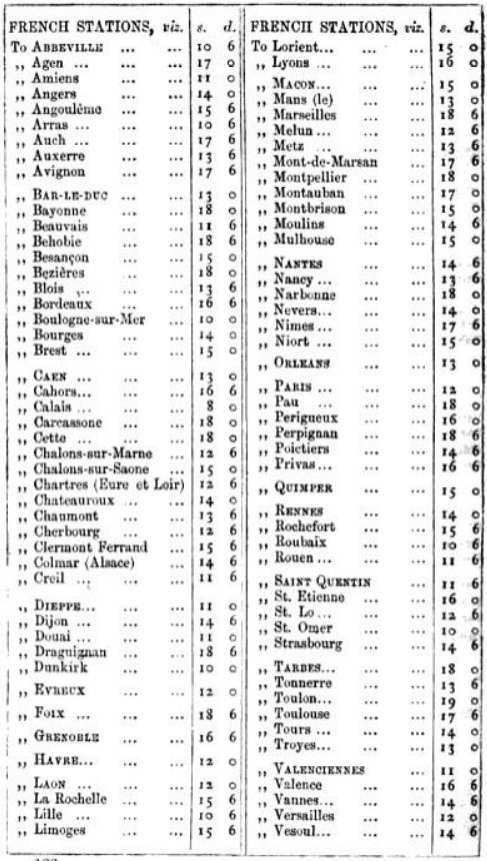 FRENCH STATIONS, viz. s. d.
To ABBEVILLE ... ... 10 6
,, Agen ... ... ... 17 0
,, Amiens ... ... 11 0
,, Angers ... ... 14 0
,, Angoulême ... 15 6
,, Arras ... ... ... 10 6
,, Auch ... ... ... 17 6
,, Auxerre ... ... 13 6
,, Avignon ... ... 17 6
,, BAR-LE-DUC ... ... 13 0
,, Bayonne ... ... 18 0
,, Beauvais ... ... 11 6
,, Behobie ... ... 18 6
,, Besançon ... ... 15 0
,, Bezières ... ... 18 0
,, Blois ... ... ... 13 6
,, Bordeaux ... ... 16 6
,, Boulogne-sur-Mer ... 10 0
,, Bourges ... ... 14 0
,, Brest ... ... ... 15 0
,, CAEN ... ... ... 13 0
,, Cahors... ... ... 16 6
,, Calais ... ... ... 8 0
,, Carcassone ... ... 18 0
,, Cette ... ... ... 18 0
,, Chalons-sur-Marne ... 12 6
,, Chalons-sur-Saone ... 15 0
,, Chartres (Eure et Loir) 12 6
,, Chateauroux ... ... 14 0
,, Chaumont ... ... 13 6
,, Cherbourg ... ... 12 6
,, Clermont Ferrand ... 15 6
,, Colmar (Alsace) ... 14 6
,, Creil ... ... ... 11 6
,, DIEPPE... ... ... 11 0
,, Dijon ... ... ... 14 6
,, Douai ... ... ... 11 0
,, Draguignan ... ... 18 6
,, Dunkirk ... ... 10 0
,, EVREUX ... ... 12 0
,, FOIX ... ... ... 18 6
,, GRENOBLE ... ... 16 6
,, HAVRE... ... ... 12 0
,, LAON ... ... ... 12 0
,, La Rochelle ... ... 15 6
,, Lille ... ... ... 10 6
,, Limoges ... ... 15 6
FRENCH STATIONS, viz. s. d.
To Lorient... ... ... 15 0
,, Lyons ... ... ... 16 0
,, MACON... ... ... 15 0
,, Mans (le) ... ... 13 0
,, Marseilles ... ... 18 6
,, Melun ... ... ... 12 6
,, Metz ... ... ... 13 6
,, Mont-de-Marsan ... 17 6
,, Montpellier ... ... 18 0
,, Montauban ... ... 17 0
,, Montbrison ... ... 15 0
,, Moulins ... ... 14 6
,, Mulhouse ... ... 15 0
,, NANTES ... ... 14 6
,, Nancy ... ... ... 13 6
,, Narbonne ... ... 18 0
,, Nevers... ... ... 14 0
,, Nimes ... ... ... 17 6
,, Niort ... ... ... 15 0
,, ORLEANS ... ... 13 0
,, PARIS ... ... ... 12 0
,, Pau ... ... ... 18 0
,, Perigueux ... ... 16 0
,, Perpignan ... ... 18 6
,, Poictiers ... ... 14 6
,, Privas... ... ... 16 6
,, QUIMPER ... ... 15 0
,, RENNES ... ... 14 0
,, Rochefort ... ... 15 6
,, Roubaix ... ... 10 6
,, Rouen ... ... ... 11 6
,, SAINT QUENTIN ... 11 6
,, St. Etienne ... ... 16 0
,, St. Lo ... ... ... 12 6
,, St. Omer ... ... 10 0
,, Strasbourg ... ... 14 6
,, TARBES... ... ... 18 0
,, Tonnerre ... ... 13 6
,, Toulon... ... ... 19 0
,, Toulouse ... ... 17 6
,, Tours ... ... ... 14 0
,, Troyes... ... ... 13 0
,, VALENCIENNES ... 11 0
,, Valence ... ... 16 6
,, Vannes... ... ... 14 6
,, Versailles ... ... 12 0
,, Vesoul... ... ... 14 6